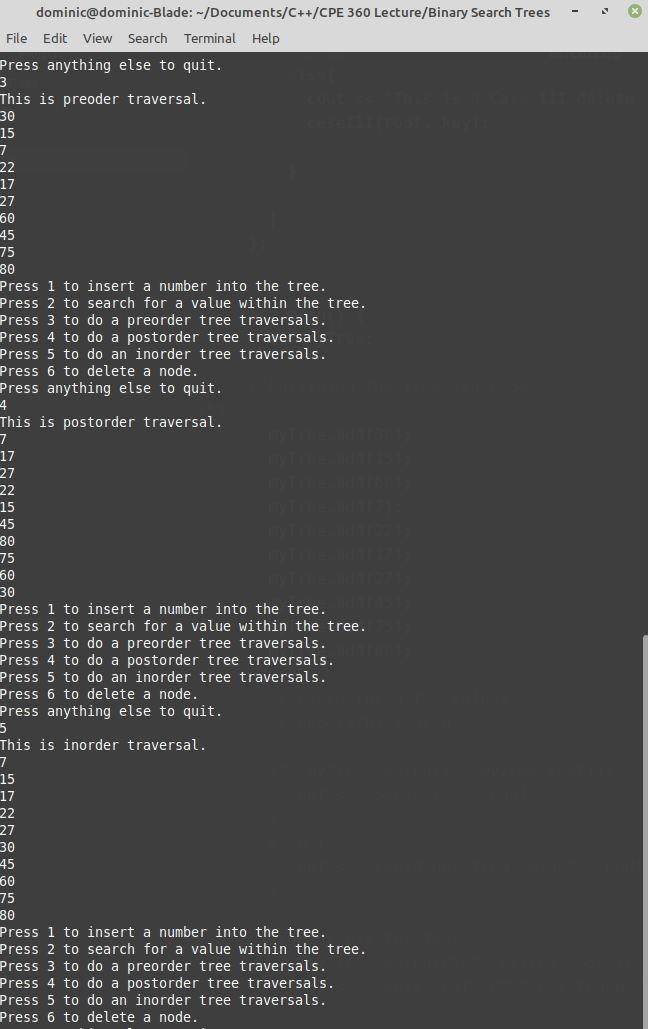 dominic@dominic-Blade: ~/Documents/C++/CPE 360 Lecture/Binary Search Trees
File Edit View Search Terminal Help
Press anything else to quit.
3
This is preoder traversal.
30
15
7
22
17
27
60
45
75
80
Press 1 to insert a number into the tree.
Press 2 to search for a value within the tree.
Press 3 to do a preorder tree traversals.
Press 4 to do a postorder tree traversals.
Press 5 to do an inorder tree traversals.
Press 6 to delete a node.
Press anything else to quit.
4
This is postorder traversal.
7
17
27
22
15
45
80
75
60
30
Press 1 to insert a number into the tree.
Press 2 to search for a value within the tree.
Press 3 to do a preorder tree traversals.
Press 4 to do a postorder tree traversals.
Press 5 to do an inorder tree traversals.
Press 6 to delete a node.
Press anything else to quit.
5
This is inorder traversal.
7
15
17
22
27
30
45
60
75
80
Press 1 to insert a number into the tree.
Press 2 to search for a value within the tree.
Press 3 to do a preorder tree traversals.
Press 4 to do a postorder tree traversals.
Press 5 to do an inorder tree traversals.
Press 6 to delete a node.